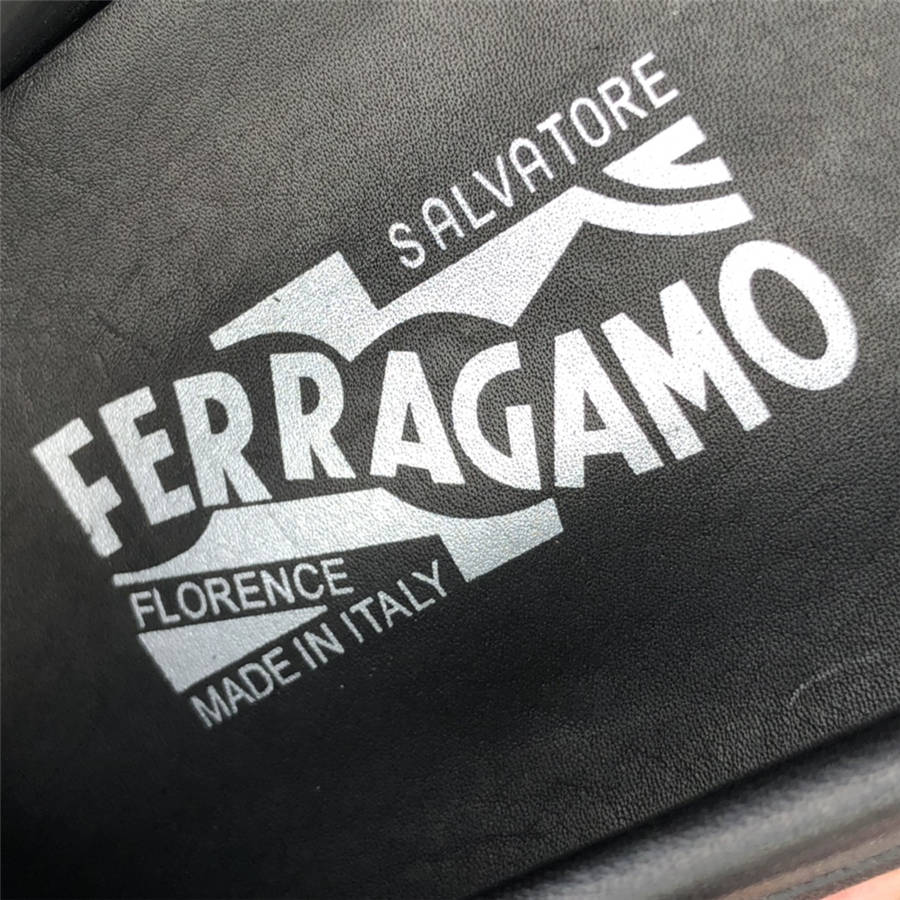 SALVATORE
FERRAGAMO
FLORENCE
MADE IN ITALY